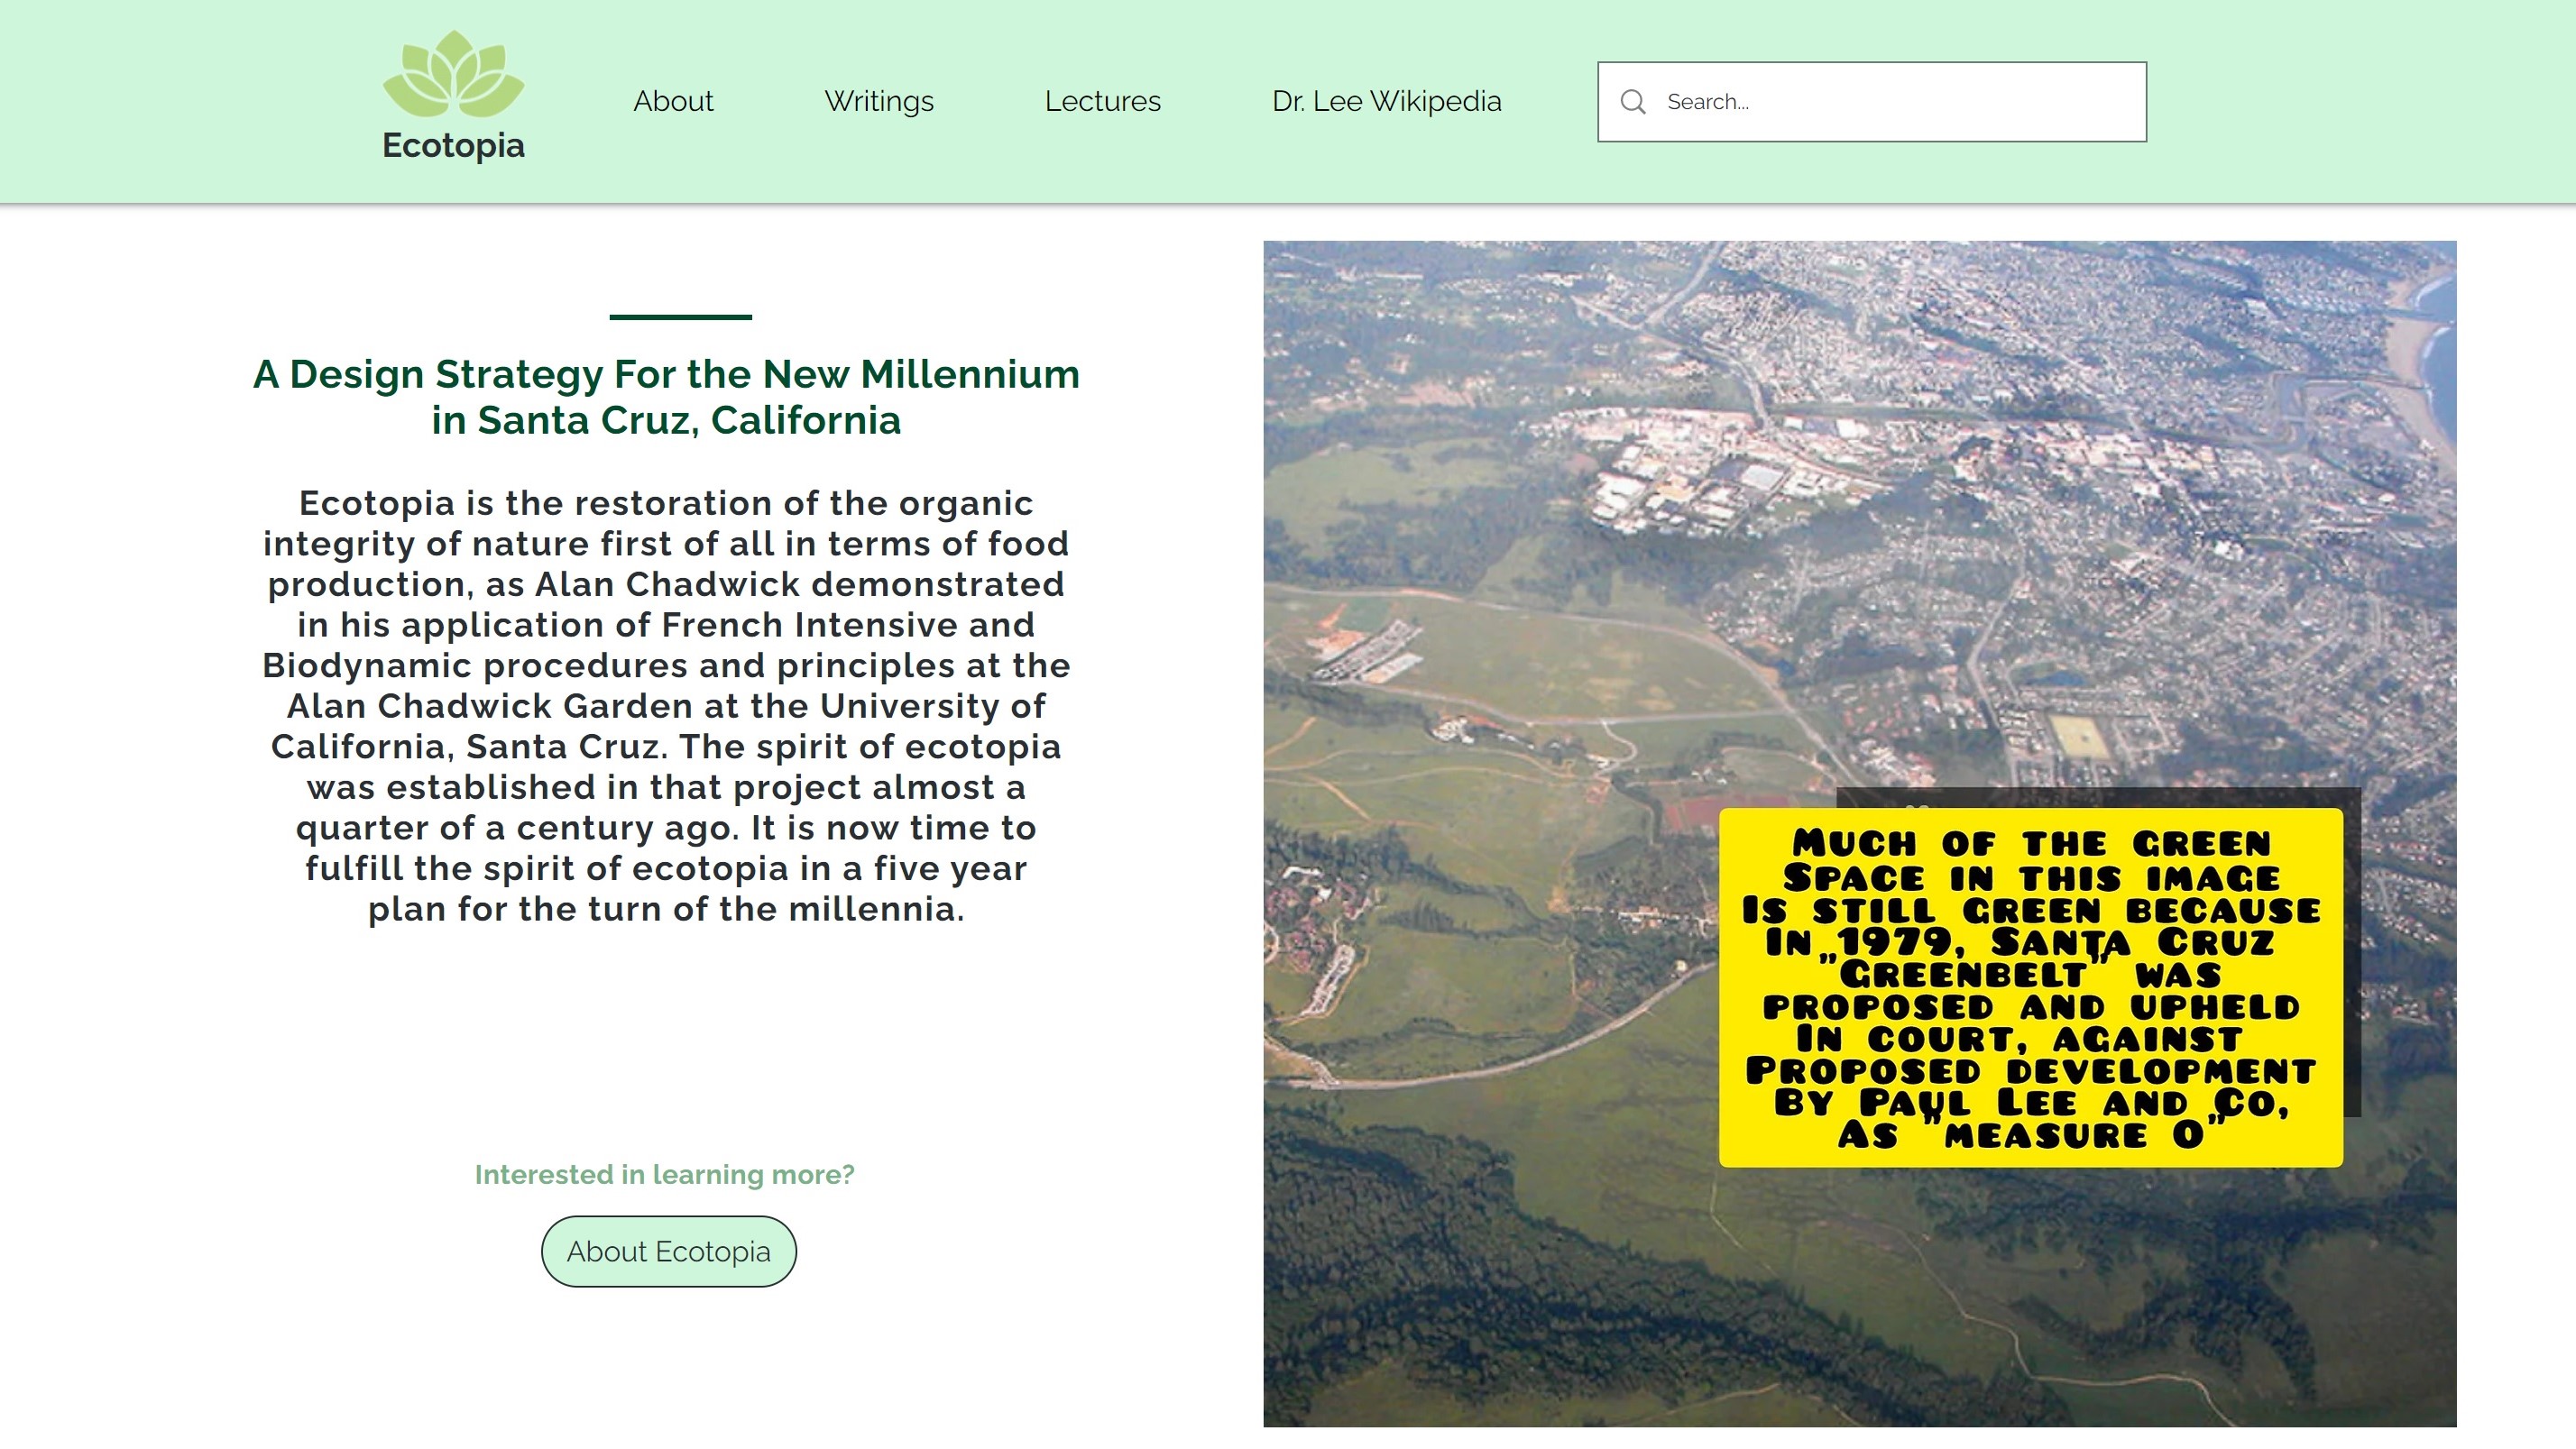 Ecotopia
About
Writings
Lectures
Dr. Lee Wikipedia
Search...
A Design Strategy For the New Millennium
in Santa Cruz, California
Ecotopia is the restoration of the organic
integrity of nature first of all in terms of food
production, as Alan Chadwick demonstrated
in his application of French Intensive and
Biodynamic procedures and principles at the
Alan Chadwick Garden at the University of
California, Santa Cruz. The spirit of ecotopia
was established in that project almost a
quarter of a century ago. It is now time to
fulfill the spirit of ecotopia in a five year
plan for the turn of the millennia.
Interested in learning more?
About Ecotopia
Much of the green
Space in this image
Is still green because
In 1979, Santa Cruz
"Greenbelt" was
proposed and upheld
In court, against
Proposed development
By Paul Lee and Co,
As "measure O"